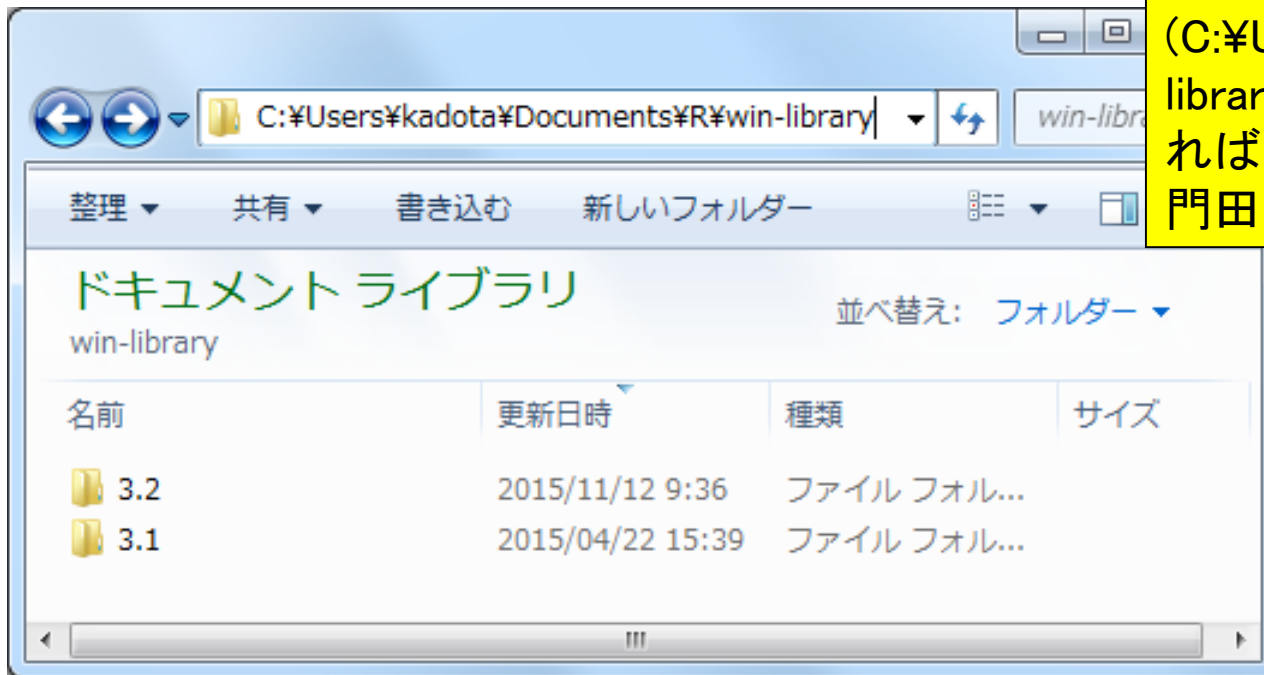 (C:¥U
librar
れば
門田
C:¥Users¥kadota¥Documents¥R¥win-library
win-libr
整理 共有 書き込む 新しいフォルダー
ドキュメント ライブラリ
win-library
並べ替え: フォルダー
名前 更新日時 種類 サイズ
3.2 2015/11/12 9:36 ファイル フォル...
3.1 2015/04/22 15:39 ファイル フォル...